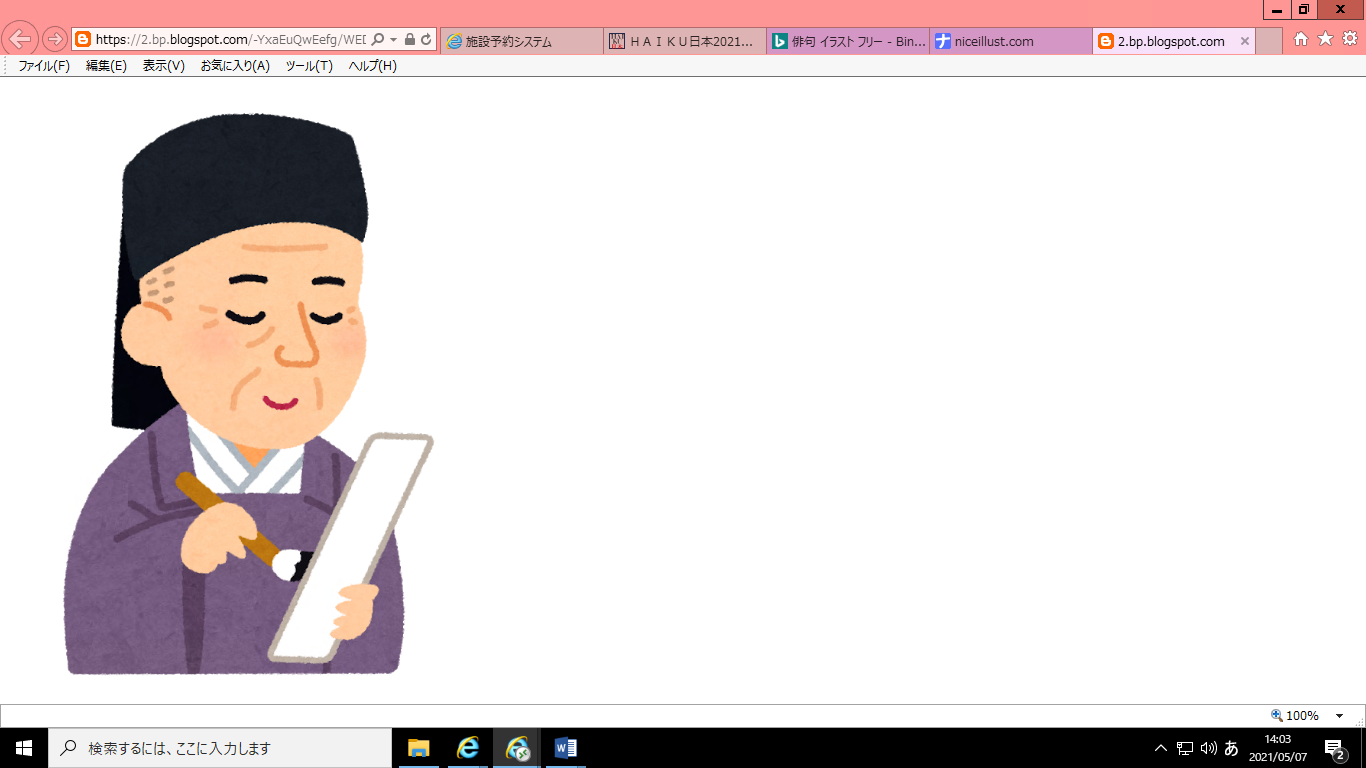 https://2.bp.blogspot.com/-YxaEuQwEefg/WEI
施設予約システム
ＨＡＩＫＵ日本2021...
俳句 イラスト フリー - Bin...
niceillust.com
2.bp.blogspot.com
ファイル(F) 編集(E) 表示(V) お気に入り(A) ツール(T) ヘルプ(H)
100%
検索するには、ここに入力します
あ
14:03
2021/05/07
2